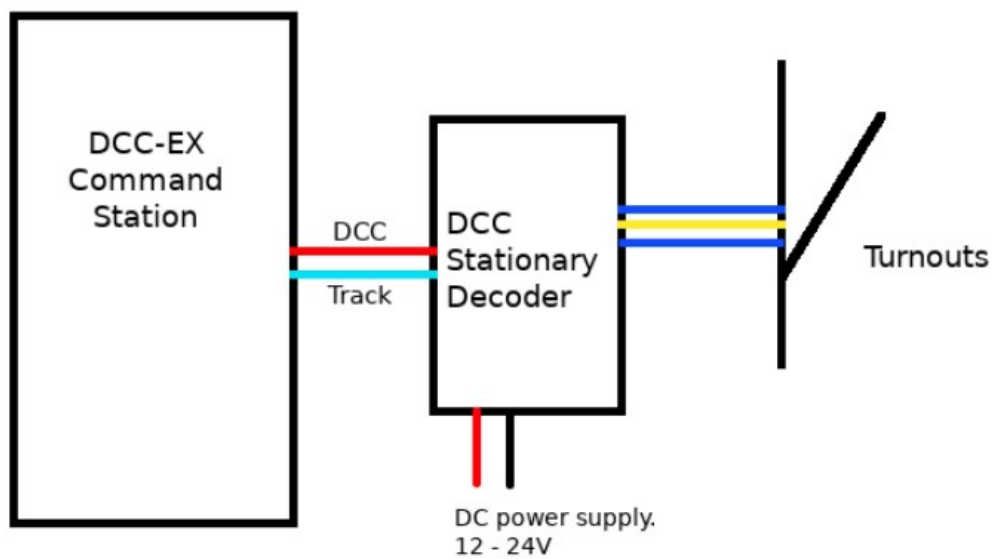 DCC-EX
Command
Station
DCC
Track
DCC
Stationary
Decoder
Turnouts
DC power supply.
12 - 24V